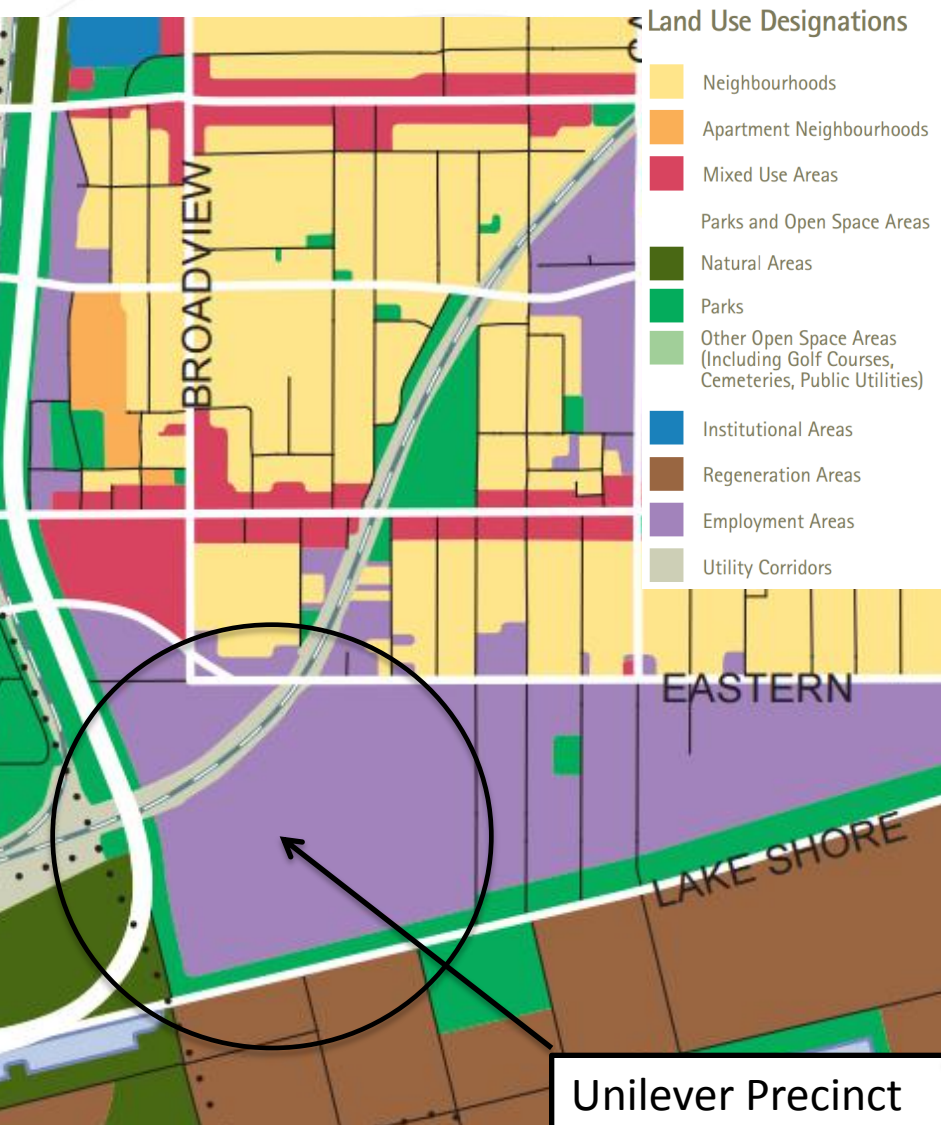 Land Use Designations
Neighbourhoods
Apartment Neighbourhoods
Mixed Use Areas
Parks and Open Space Areas
Natural Areas
Parks
Other Open Space Areas
(Including Golf Courses,
Cemeteries, Public Utilities)
Institutional Areas
Regeneration Areas
Employment Areas
Utility Corridors
BROADVIEW
EASTERN
LAKE SHORE
Unilever Precinct